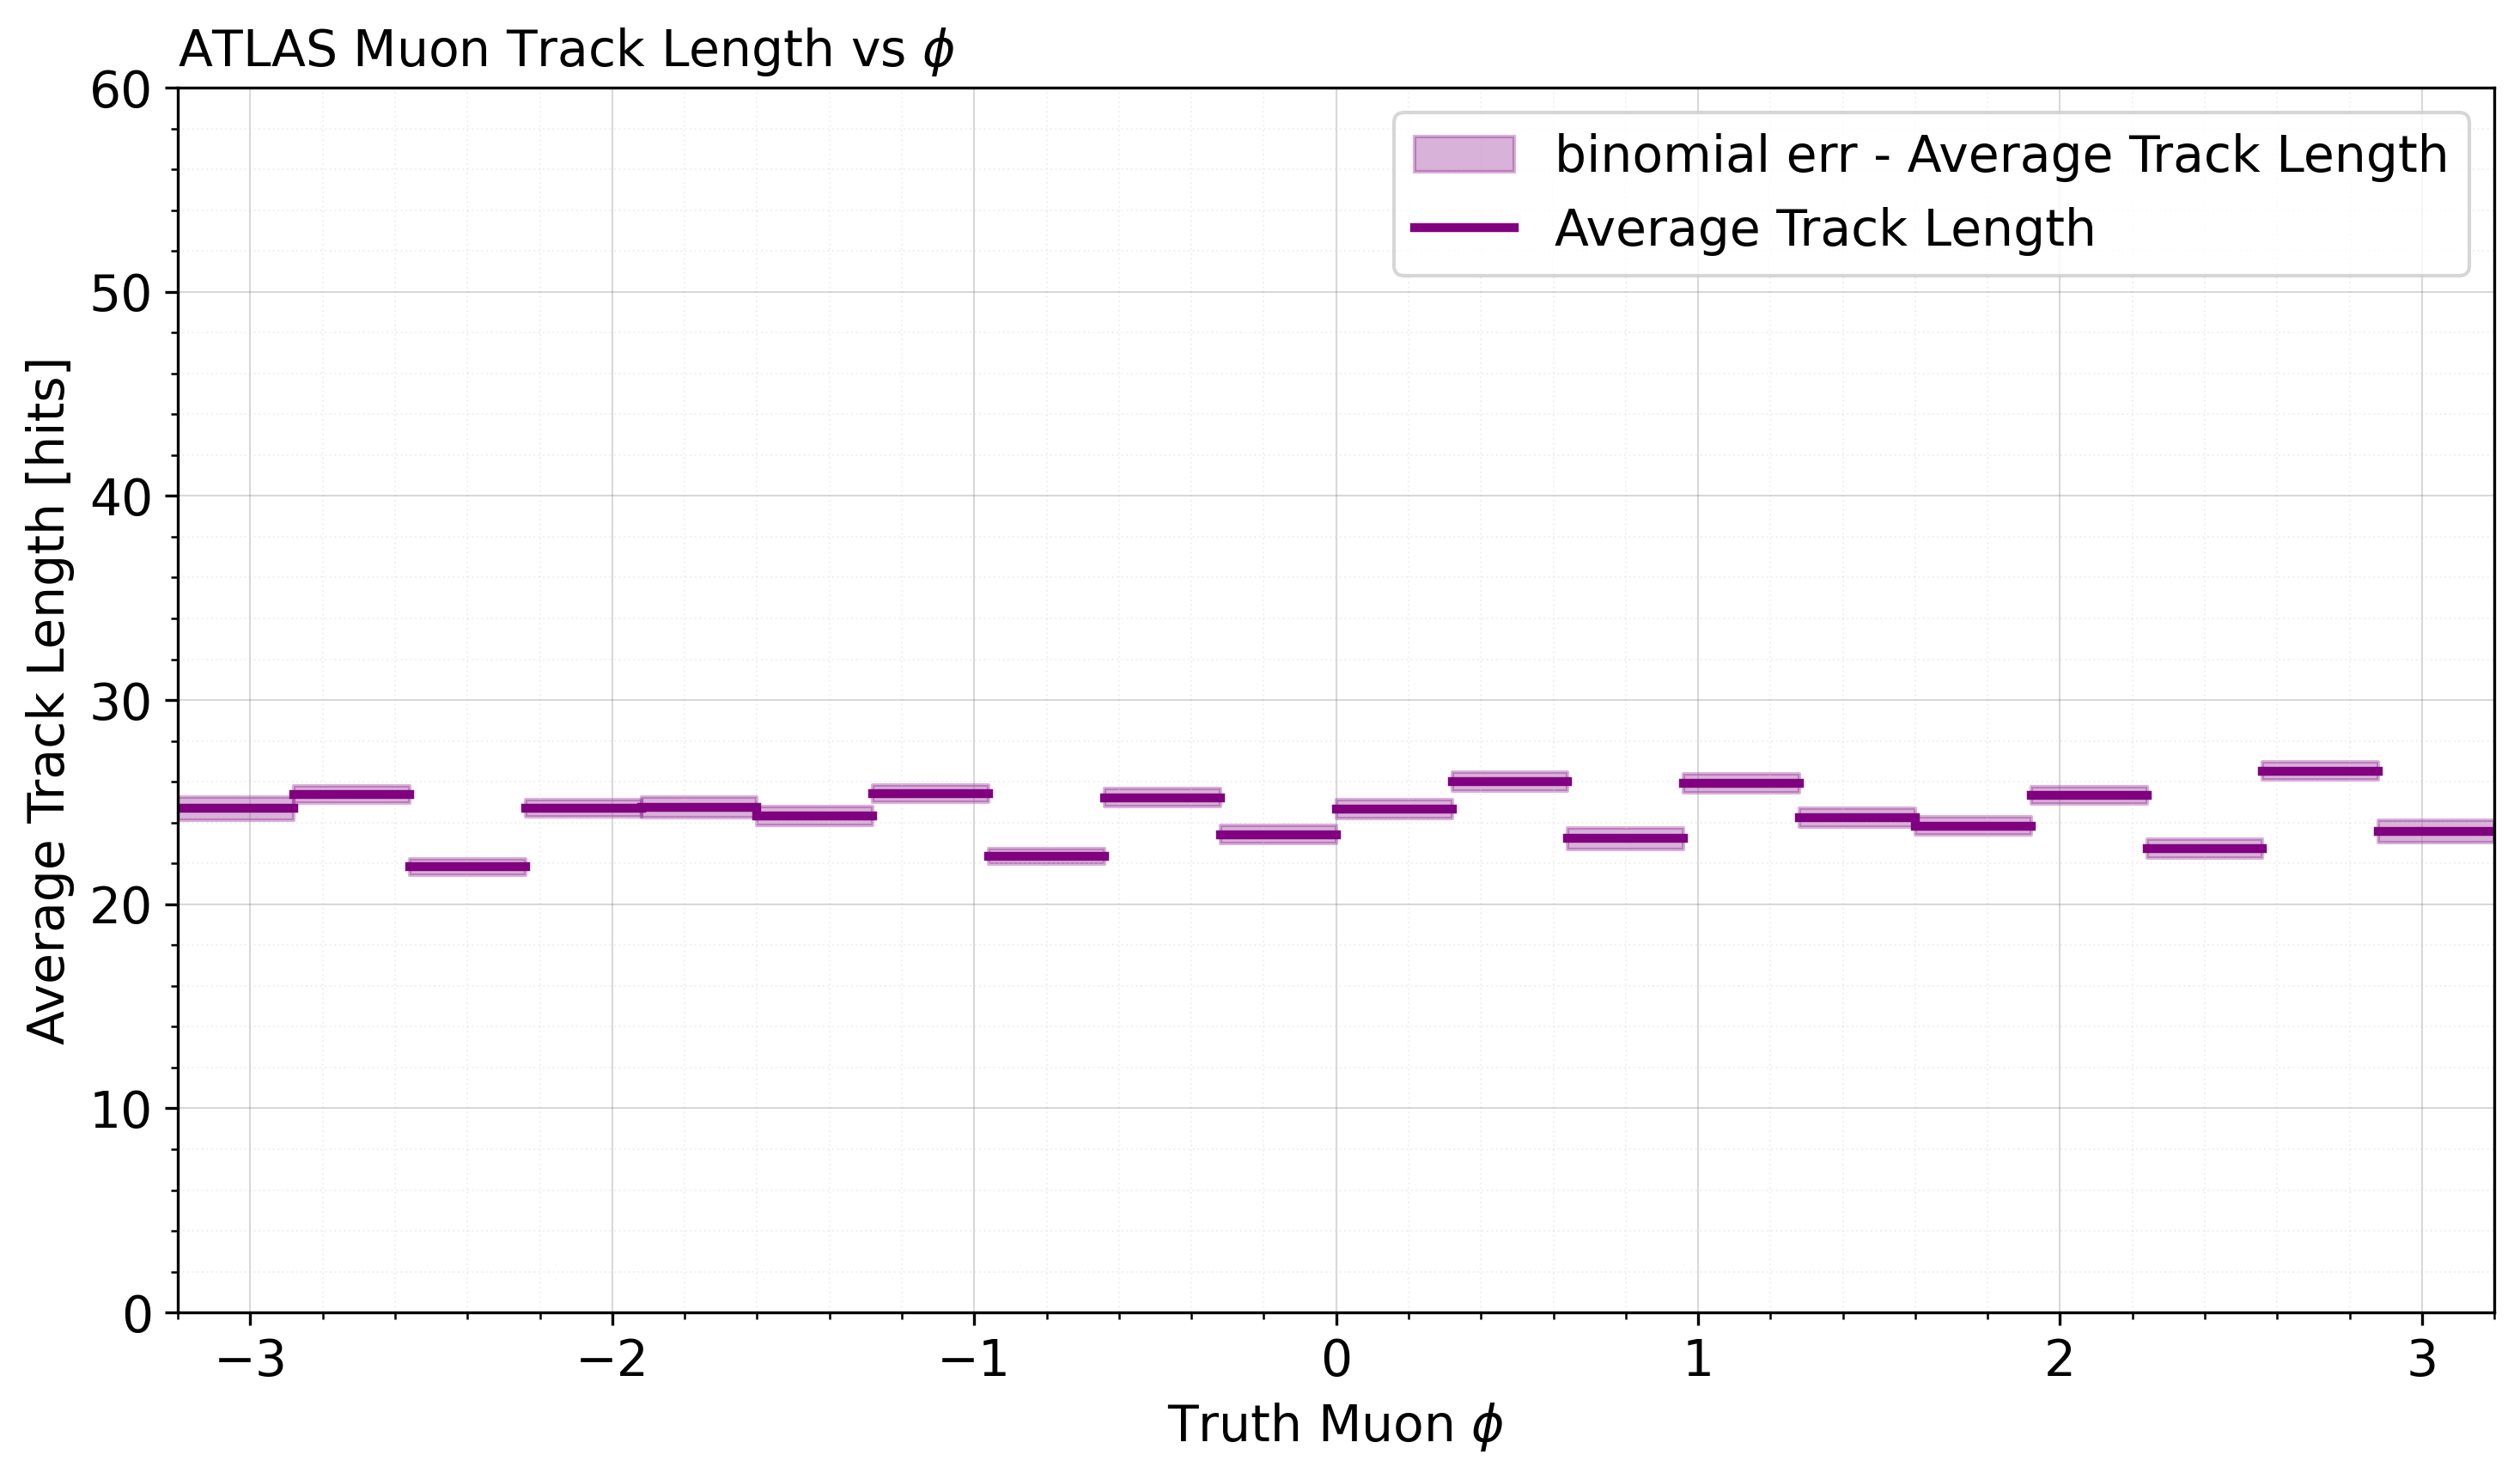 ATLAS Muon Track Length vs ϕ
60
50
40
30
20
10
0
Average Track Length [hits]
binomial err - Average Track Length
Average Track Length
−3
−2
−1
0
1
2
3
Truth Muon ϕ